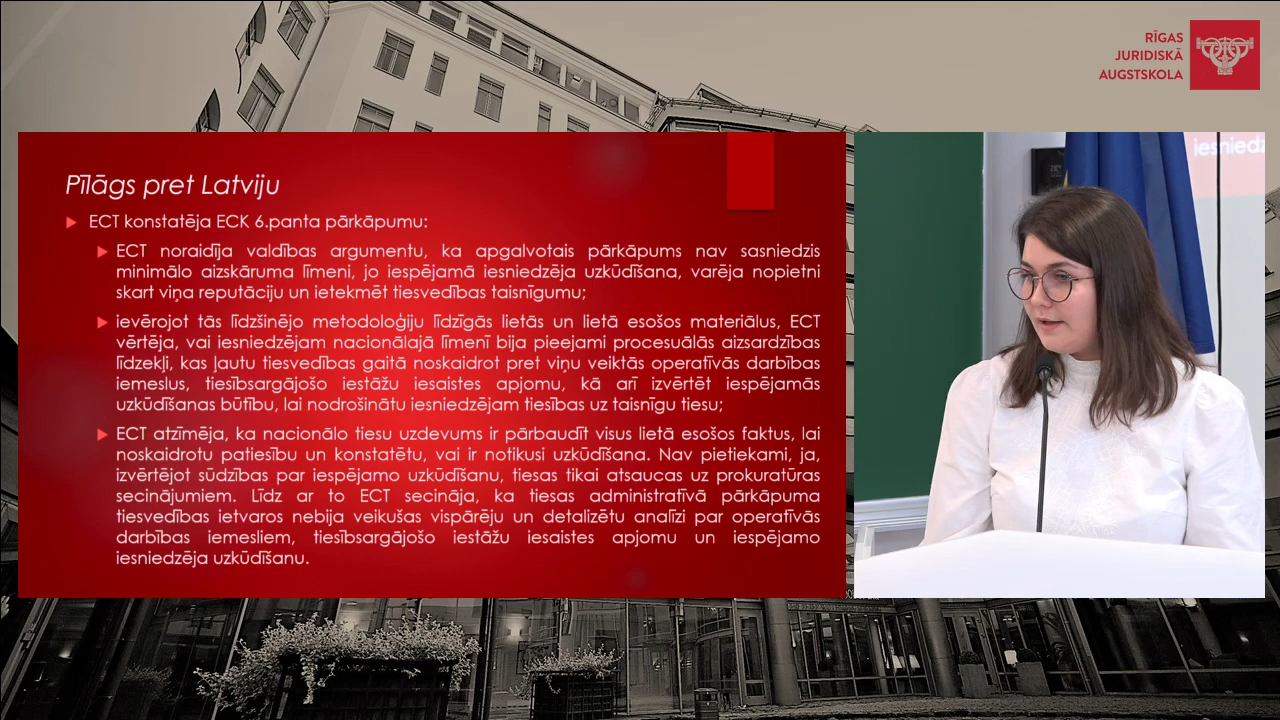 RĪGAS
JURIDISKĀ
AUGSTSKOLA
Pīlāgs pret Latviju
ECT konstatēja ECK 6.panta pārkāpumu:
ECT noraidīja valdības argumentu, ka apgalvotais pārkāpums nav sasniedzis
minimālo aizskāruma līmeni, jo iespējamā iesniedzēja uzkūdīšana, varēja nopietni
skart viņa reputāciju un ietekmēt tiesvedības taisnīgumu;
ievērojot tās līdzšinējo metodoloģiju līdzīgās lietās un lietā esošos materiālus, ECT
vērtēja, vai iesniedzējam nacionālajā līmenī bija pieejami procesuālās aizsardzības
līdzekļi, kas ļautu tiesvedības gaitā noskaidrot pret viņu veiktās operatīvās darbības
iemeslus, tiesībsargājošo iestāžu iesaistes apjomu, kā arī izvērtēt iespējamās
uzkūdīšanas būtību, lai nodrošinātu iesniedzējam tiesības uz taisnīgu tiesu;
ECT atzīmēja, ka nacionālo tiesu uzdevums ir pārbaudīt visus lietā esošos faktus, lai
noskaidrotu patiesību un konstatētu, vai ir notikusi uzkūdīšana. Nav pietiekami, ja,
izvērtējot sūdzības par iespējamo uzkūdīšanu, tiesas tikai atsaucas uz prokuratūras
secinājumiem. Līdz ar to ECT secināja, ka tiesas administratīvā pārkāpuma
tiesvedības ietvaros nebija veikušas vispārēju un detalizētu analīzi par operatīvās
darbības iemesliem, tiesībsargājošo iestāžu iesaistes apjomu un iespējamo
iesniedzēja uzkūdīšanu.